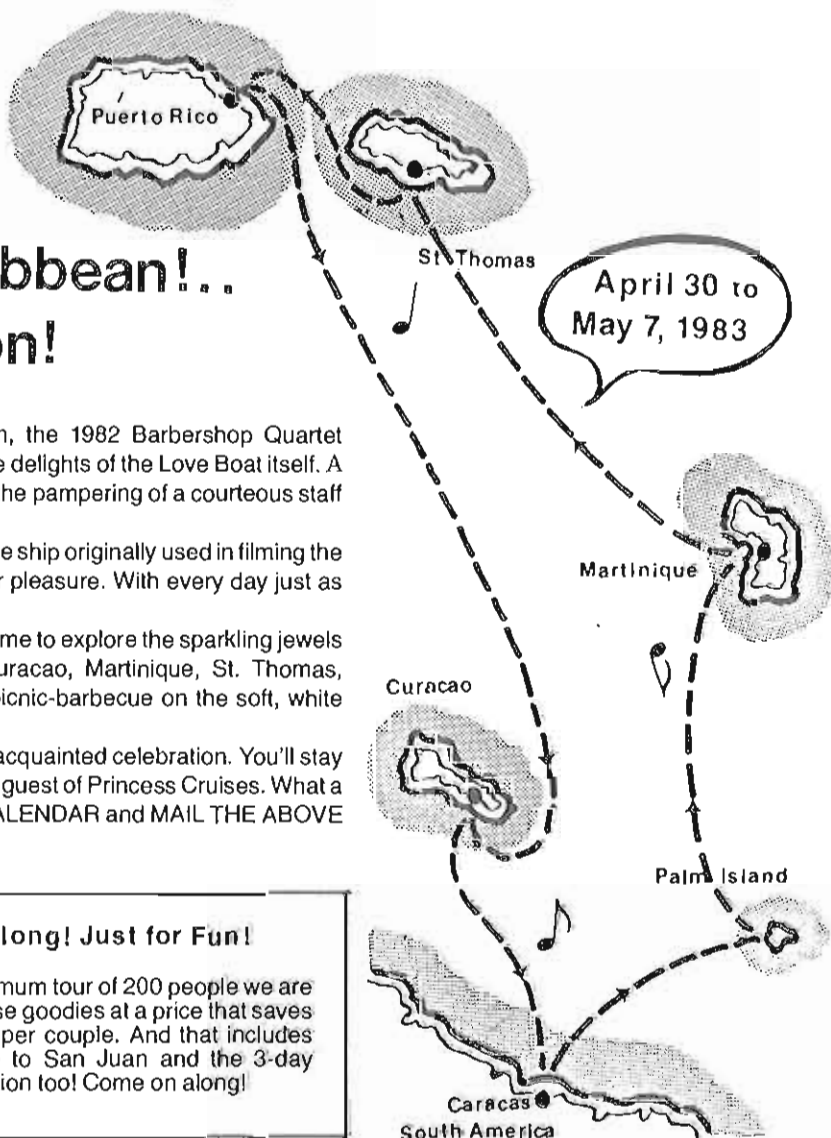 Puerto Rico
St Thomas
bbean!..
on!
April 30 to
May 7, 1983
n, the 1982 Barbershop Quartet
e delights of the Love Boat itself. A
he pampering of a courteous staff
e ship originally used in filming the
r pleasure. With every day just as
me to explore the sparkling jewels
uracao, Martinique, St. Thomas,
picnic-barbecue on the soft, white
acquainted celebration. You'll stay
guest of Princess Cruises. What a
ALENDAR and MAIL THE ABOVE
Martinique
Curacao
Palm Island
long! Just for Fun!
mum tour of 200 people we are
se goodies at a price that saves
per couple. And that includes
to San Juan and the 3-day
ion too! Come on along!
Caracas
South America